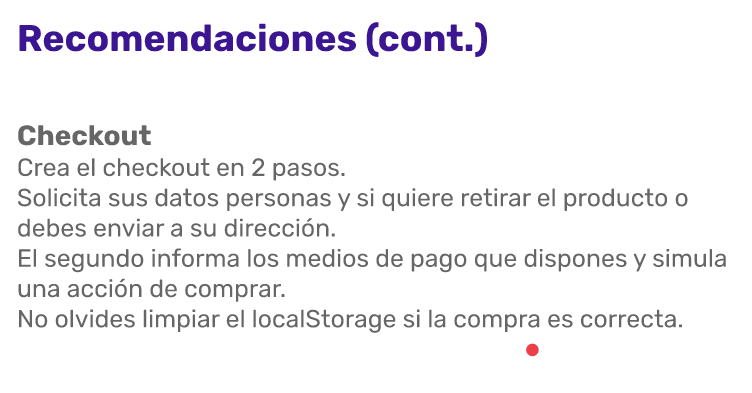 Recomendaciones (cont.)
Checkout
Crea el checkout en 2 pasos.
Solicita sus datos personas y si quiere retirar el producto o
debes enviar a su dirección.
El segundo informa los medios de pago que dispones y simula
una acción de comprar.
No olvides limpiar el localStorage si la compra es correcta.